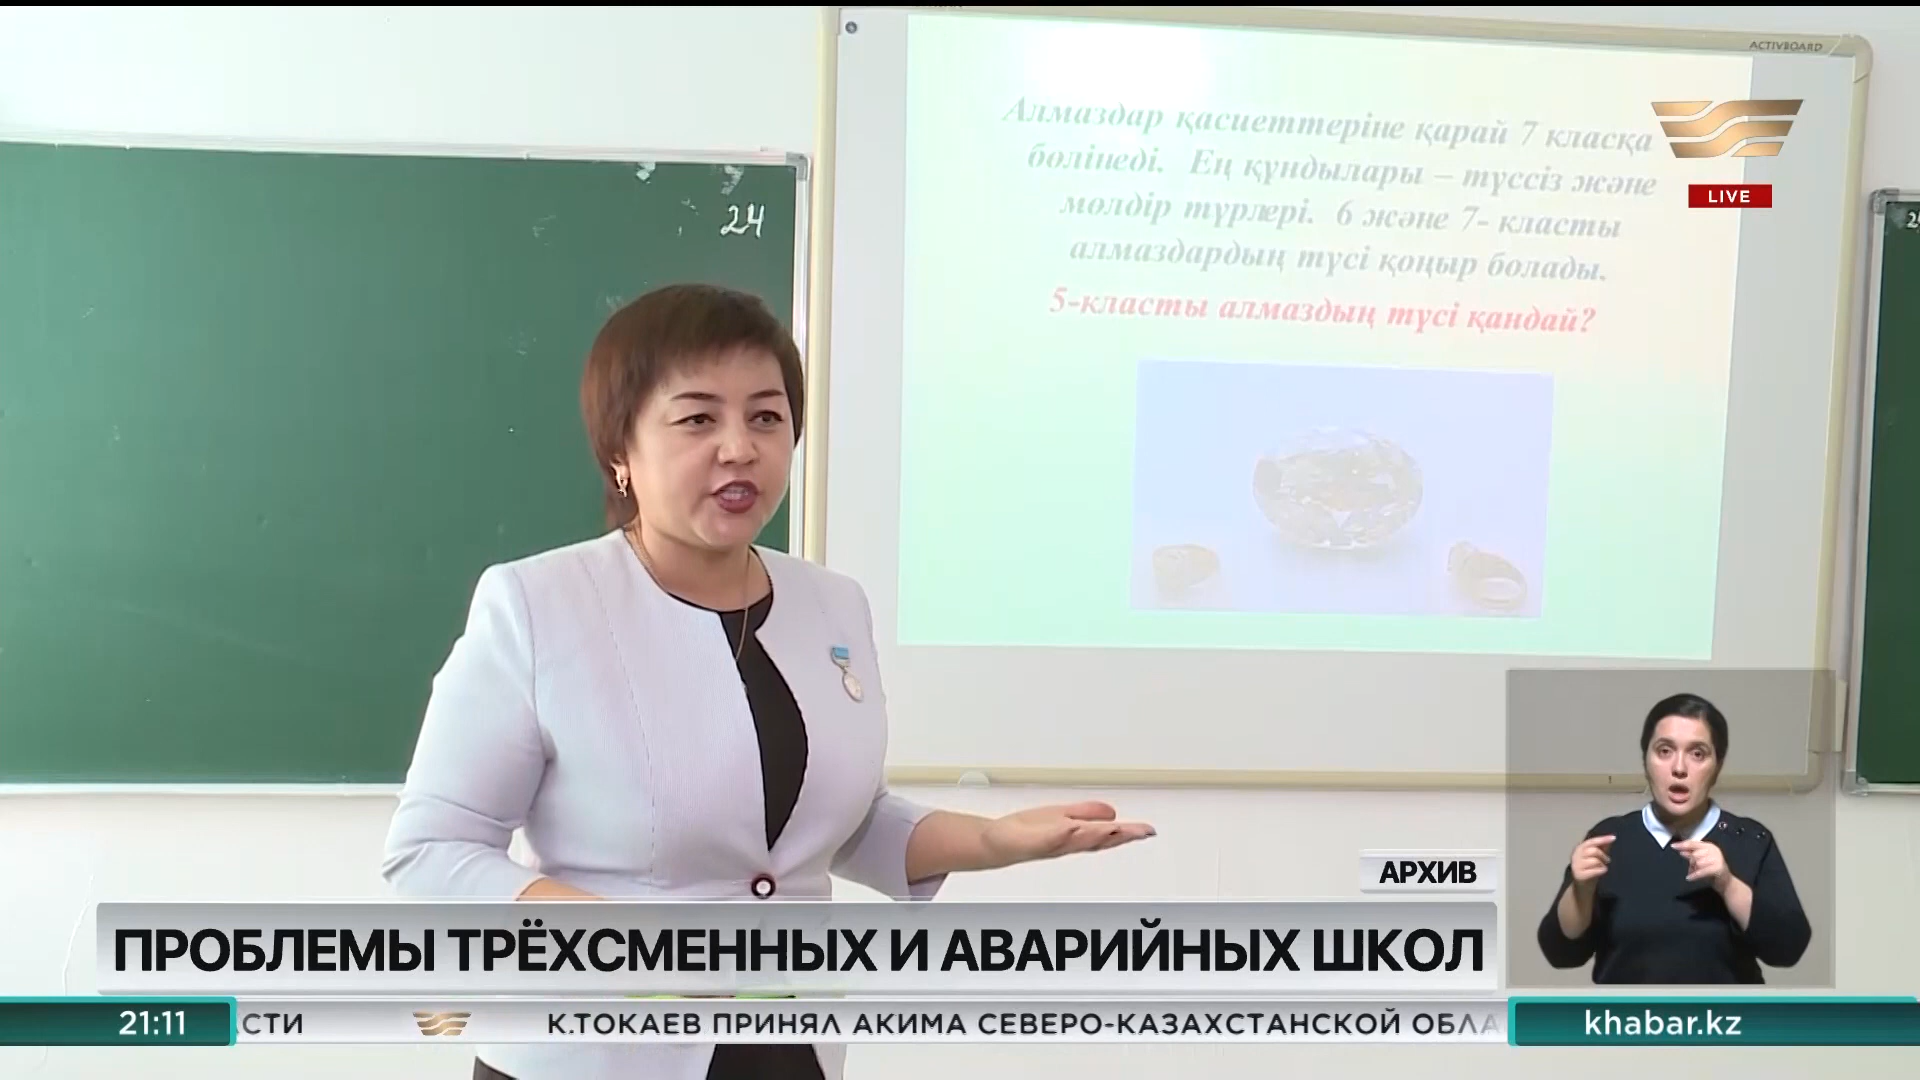 ACTIVBOARD
Алмаздар қасиеттеріне қарай 7 класқа
бөлінеді. Ең құндылары – түссіз және
мөлдір түрлері. 6 және 7- класты
алмаздардың түсі қоңыр болады.
5-класты алмаздың түсі қандай?
LIVE
24
АРХИВ
ПРОБЛЕМЫ ТРЁХСМЕННЫХ И АВАРИЙНЫХ ШКОЛ
21:11
СТИ К.ТОКАЕВ ПРИНЯЛ АКИМА СЕВЕРО-КАЗАХСТАНСКОЙ ОБЛА
khabar.kz